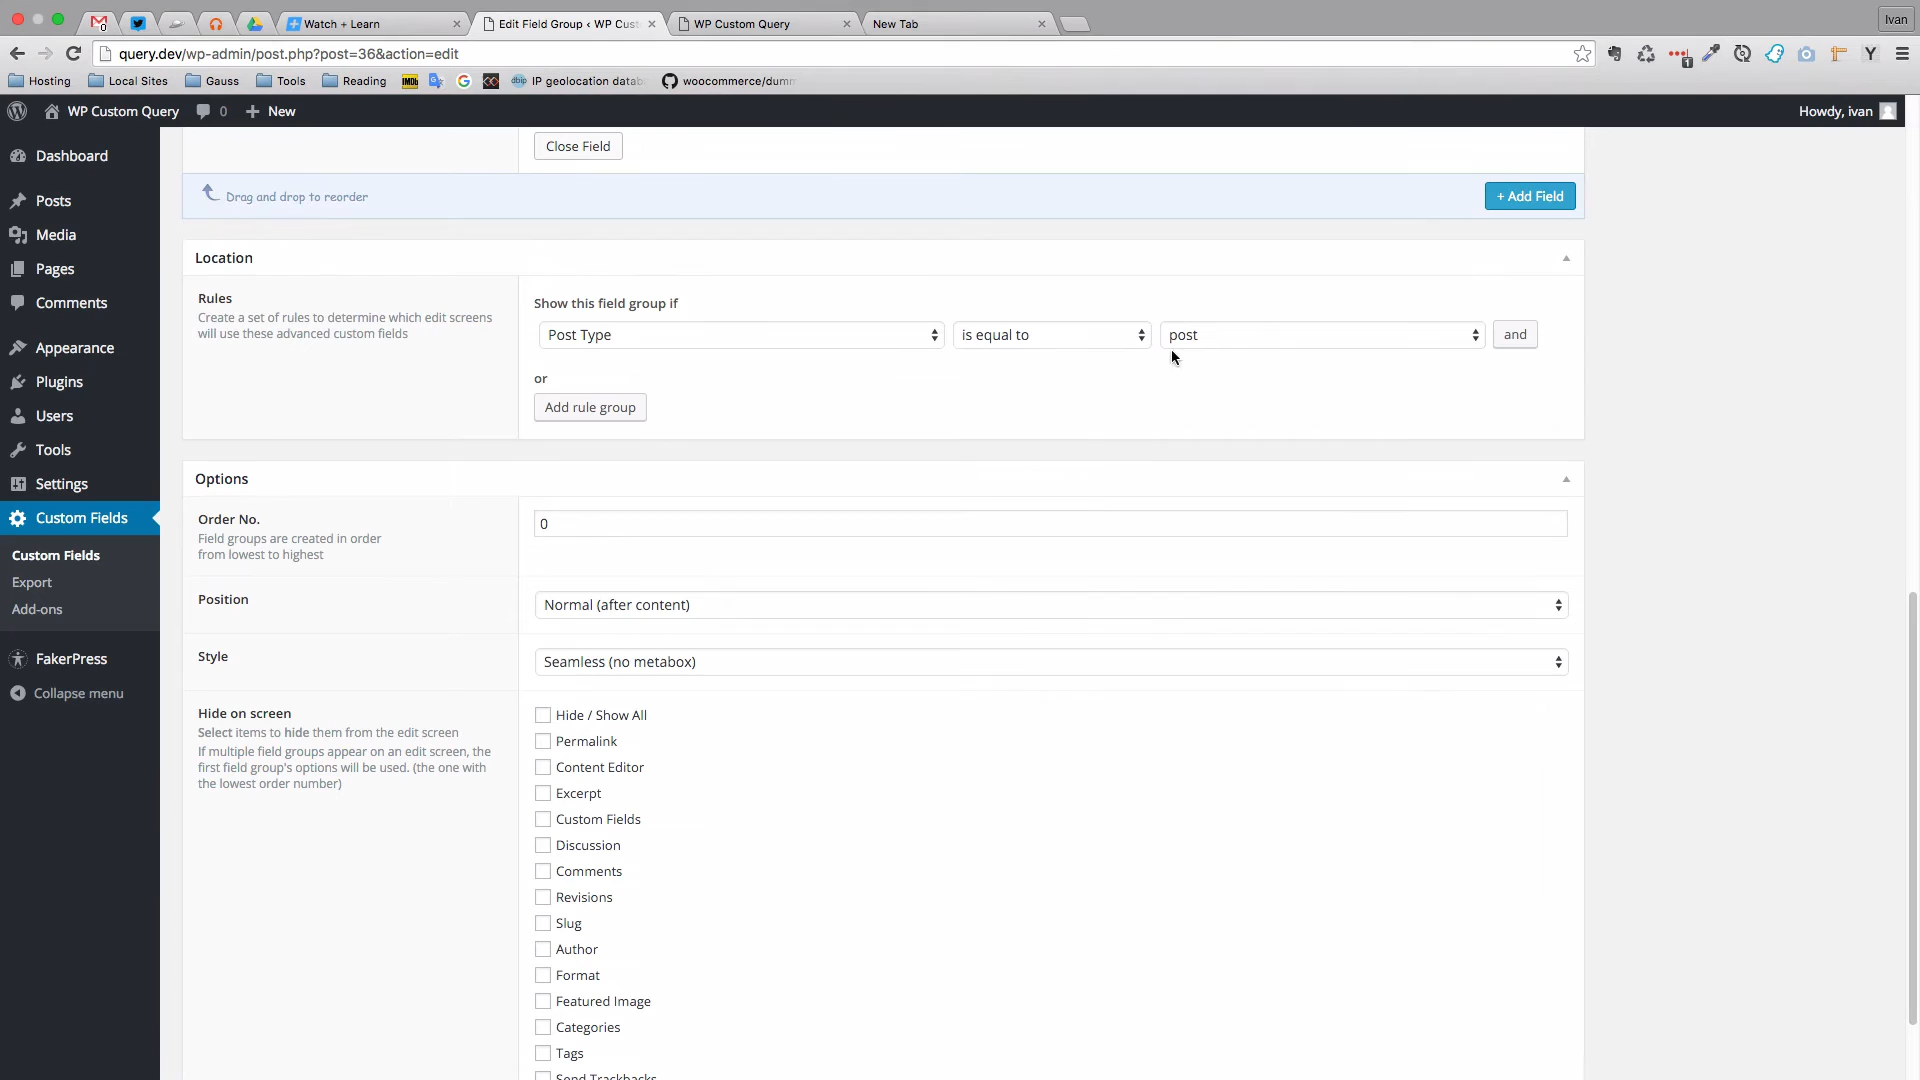 Watch + Learn
Edit Field Group ‹ WP Cust
WP Custom Query
New Tab
Ivan
query.dev/wp-admin/post.php?post=36&action=edit
1
Hosting
Local Sites
Gauss
Tools
Reading
IMDb
IP geolocation datab
woocommerce/dumm
WP Custom Query
0
New
Howdy, ivan
Dashboard
Posts
Media
Pages
Comments
Appearance
Plugins
Users
Tools
Settings
Custom Fields
Custom Fields
Export
Add-ons
FakerPress
Collapse menu
Close Field
Drag and drop to reorder
+ Add Field
Location
Rules
Create a set of rules to determine which edit screens
will use these advanced custom fields
Show this field group if
Post Type
is equal to
post
and
or
Add rule group
Options
Order No.
Field groups are created in order
from lowest to highest
0
Position
Normal (after content)
Style
Seamless (no metabox)
Hide on screen
Select items to hide them from the edit screen
If multiple field groups appear on an edit screen, the
first field group's options will be used. (the one with
the lowest order number)
Hide / Show All
Permalink
Content Editor
Excerpt
Custom Fields
Discussion
Comments
Revisions
Slug
Author
Format
Featured Image
Categories
Tags
Send Trackbacks